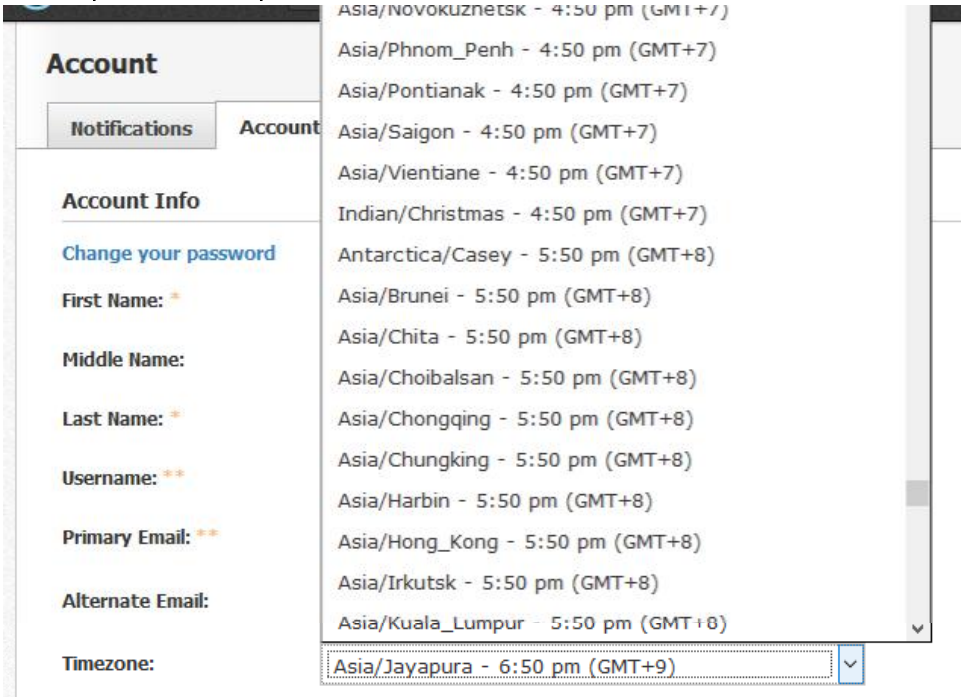 Asia/Novokuznetsk - 4:50 pm (GMT+7)
Account
Asia/Phnom_Penh - 4:50 pm (GMT+7)
Asia/Pontianak - 4:50 pm (GMT+7)
Notifications
Account
Asia/Saigon - 4:50 pm (GMT+7)
Asia/Vientiane - 4:50 pm (GMT+7)
Account Info
Indian/Christmas - 4:50 pm (GMT+7)
Change your password
Antarctica/Casey - 5:50 pm (GMT+8)
First Name: *
Asia/Brunei - 5:50 pm (GMT+8)
Asia/Chita - 5:50 pm (GMT+8)
Middle Name:
Asia/Choibalsan - 5:50 pm (GMT+8)
Last Name: *
Asia/Chongqing - 5:50 pm (GMT+8)
Asia/Chungking - 5:50 pm (GMT+8)
Username: **
Asia/Harbin - 5:50 pm (GMT+8)
Primary Email: **
Asia/Hong_Kong - 5:50 pm (GMT+8)
Asia/Irkutsk - 5:50 pm (GMT+8)
Alternate Email:
Asia/Kuala_Lumpur - 5:50 pm (GMT+8)
Timezone:
Asia/Jayapura - 6:50 pm (GMT+9)